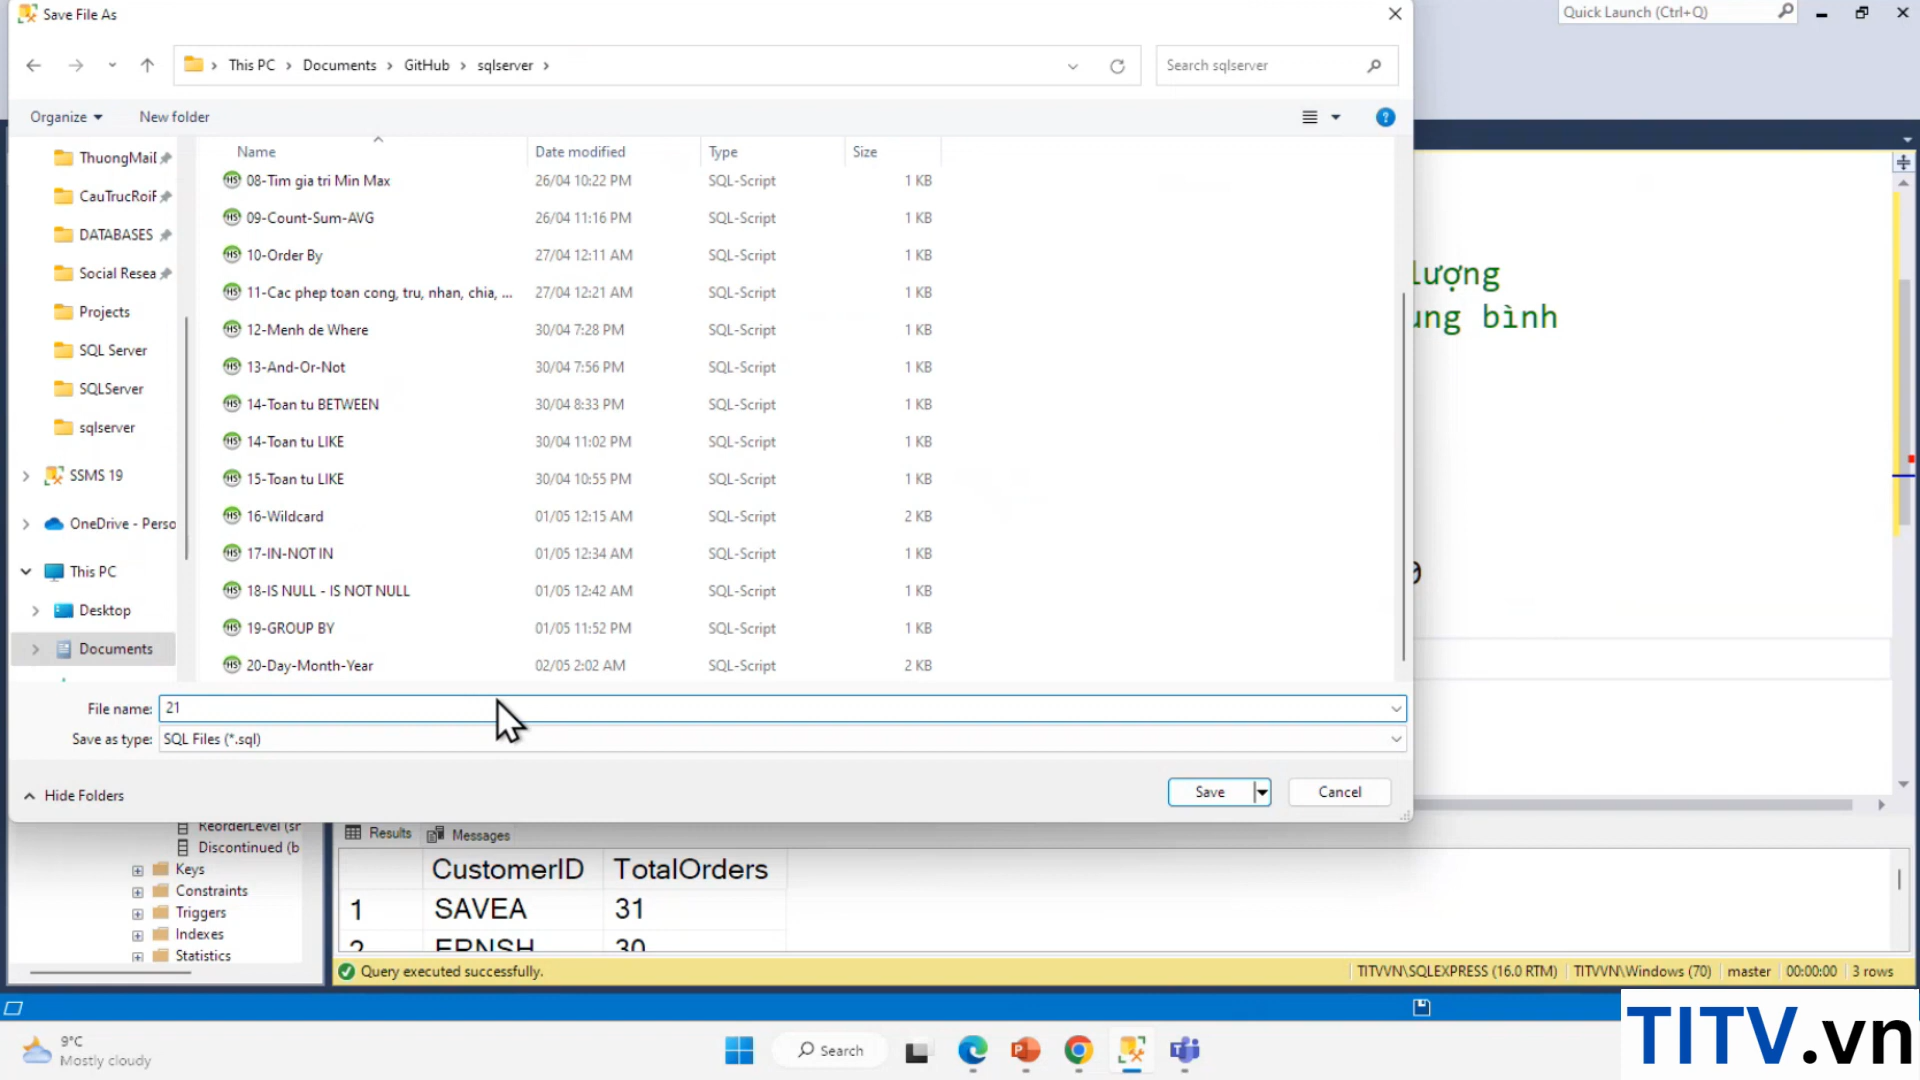 Save File As
Quick Launch (Ctrl+Q)
This PC > Documents > GitHub > sqlserver >
Search sqlserver
Organize
New folder
Name
Date modified
Type
Size
ThuongMail
CauTrucRoiF
DATABASES
Social Resea
Projects
SQL Server
SQLServer
sqlserver
SSMS 19
OneDrive - Perso
This PC
Desktop
Documents
08-Tim gia tri Min Max 26/04 10:22 PM SQL-Script 1 KB
09-Count-Sum-AVG 26/04 11:16 PM SQL-Script 1 KB
10-Order By 27/04 12:11 AM SQL-Script 1 KB
11-Cac phep toan cong, tru, nhan, chia, ... 27/04 12:21 AM SQL-Script 1 KB
12-Menh de Where 30/04 7:28 PM SQL-Script 1 KB
13-And-Or-Not 30/04 7:56 PM SQL-Script 1 KB
14-Toan tu BETWEEN 30/04 8:33 PM SQL-Script 1 KB
14-Toan tu LIKE 30/04 11:02 PM SQL-Script 1 KB
15-Toan tu LIKE 30/04 10:55 PM SQL-Script 1 KB
16-Wildcard 01/05 12:15 AM SQL-Script 2 KB
17-IN-NOT IN 01/05 12:34 AM SQL-Script 1 KB
18-IS NULL - IS NOT NULL 01/05 12:42 AM SQL-Script 1 KB
19-GROUP BY 01/05 11:52 PM SQL-Script 1 KB
20-Day-Month-Year 02/05 2:02 AM SQL-Script 2 KB
lượng
ung bình
File name: 21
Save as type: SQL Files (*.sql)
Hide Folders
Save
Cancel
ReorderLevel (sr
Discontinued (b
Keys
Constraints
Triggers
Indexes
Statistics
Results
Messages
CustomerID TotalOrders
1 SAVEA 31
2 ERNSH 30
Query executed successfully.
TITVVN\SQLEXPRESS (16.0 RTM) TITVVN\Windows (70) master 00:00:00 3 rows
9°C
Mostly cloudy
Search
TITV.vn